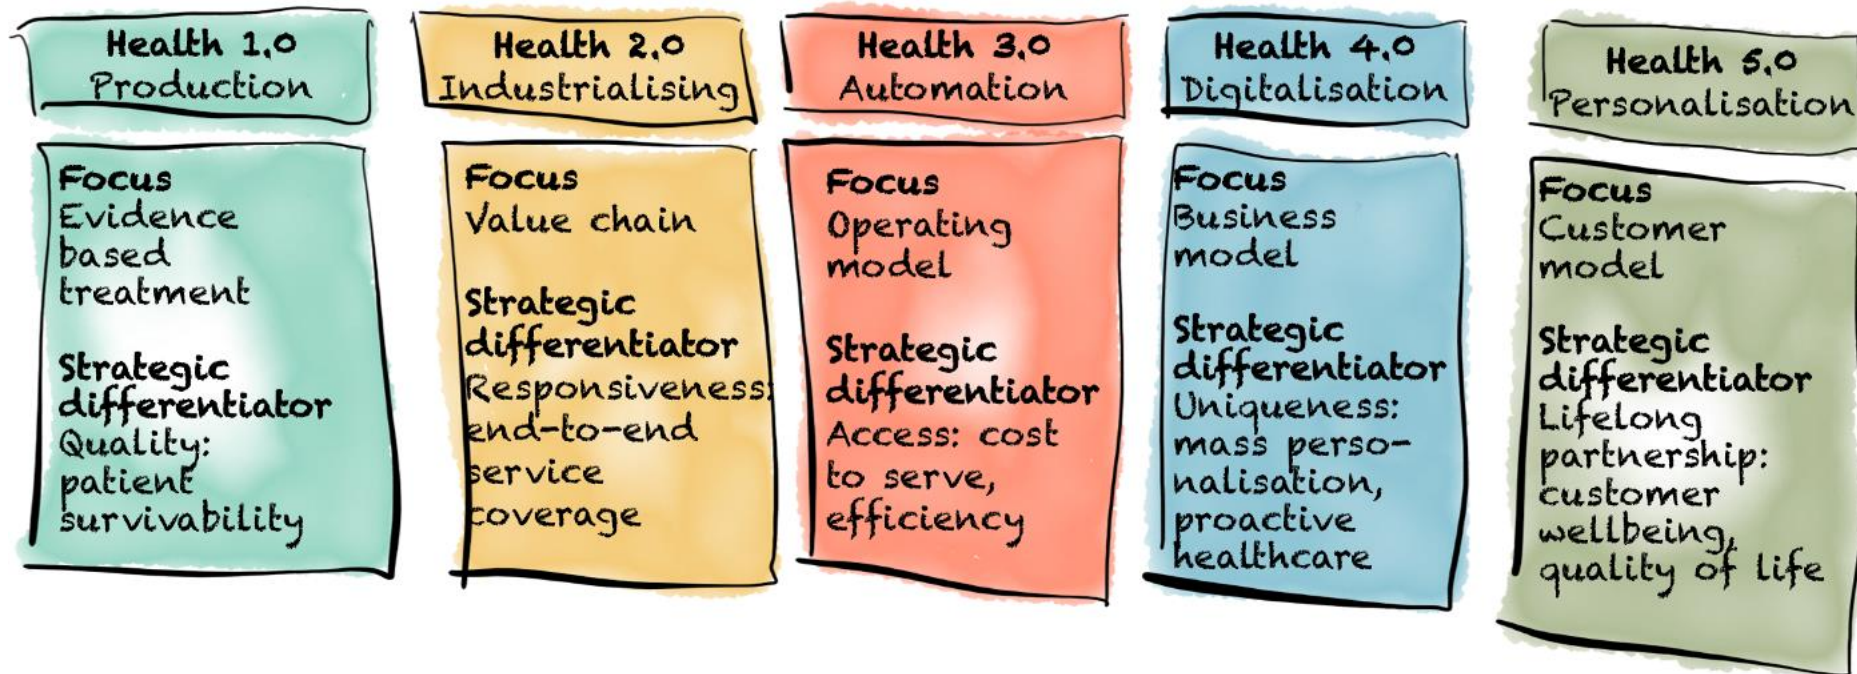 Health 1.0
Production
Focus
Evidence
based
treatment
Strategic
differentiator
Quality:
patient
survivability
Health 2.0
Industrialising
Focus
Value chain
Strategic
differentiator
Responsiveness:
end-to-end
service
coverage
Health 3.0
Automation
Focus
Operating
model
Strategic
differentiator
Access: cost
to serve,
efficiency
Health 4.0
Digitalisation
Focus
Business
model
Strategic
differentiator
Uniqueness:
mass perso-
nalisation,
proactive
healthcare
Health 5.0
Personalisation
Focus
Customer
model
Strategic
differentiator
Lifelong
partnership:
customer
wellbeing,
quality of life